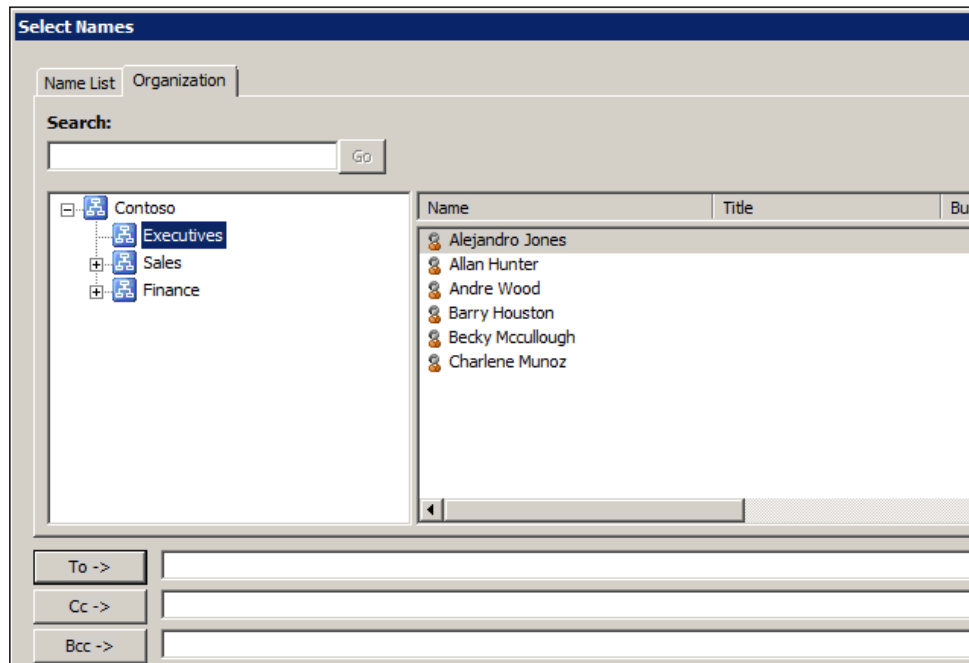 Select Names
Name List Organization
Search:
Go
Contoso
Executives
Sales
Finance
Name Title Bu
Alejandro Jones
Allan Hunter
Andre Wood
Barry Houston
Becky Mccullough
Charlene Munoz
To ->
Cc ->
Bcc ->